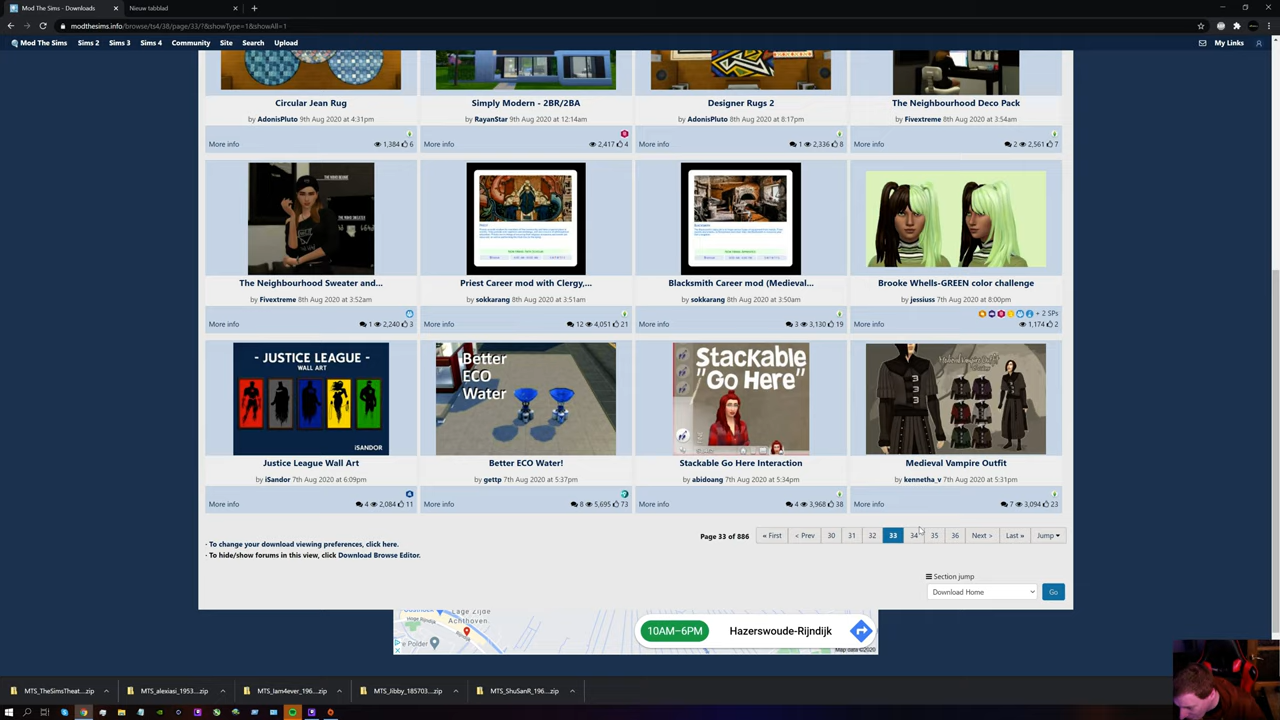 Mod The Sims - Downloads
Nieuw tabblad
modthesims.info/browse/ts4/38/page/33/?&showType=1&showAll=1
Mod The Sims Sims 2 Sims 3 Sims 4 Community Site Search Upload My Links
Circular Jean Rug
by AdonisPluto 9th Aug 2020 at 4:31pm
More info 1,384 6
Simply Modern - 2BR/2BA
by RayanStar 9th Aug 2020 at 12:14am
More info 2,417 4
Designer Rugs 2
by AdonisPluto 8th Aug 2020 at 8:17pm
More info 1 2,336 8
The Neighbourhood Deco Pack
by Fivextreme 8th Aug 2020 at 3:54am
More info 2 2,561 7
The Neighbourhood Sweater and...
by Fivextreme 8th Aug 2020 at 3:52am
More info 1 2,240 3
Priest Career mod with Clergy,...
by sokkarang 8th Aug 2020 at 3:51am
More info 12 4,051 21
Blacksmith Career mod (Medieval...
by sokkarang 8th Aug 2020 at 3:50am
More info 3 3,130 19
Brooke Whells-GREEN color challenge
by jessiuss 7th Aug 2020 at 8:00pm
+ 2 SPs
More info 1,174 2
- JUSTICE LEAGUE -
WALL ART
iSANDOR
Justice League Wall Art
by iSandor 7th Aug 2020 at 6:09pm
More info 4 2,084 11
Better
ECO
Water
Better ECO Water!
by gettp 7th Aug 2020 at 5:37pm
More info 8 5,695 73
Stackable
"Go Here"
Stackable Go Here Interaction
by abidoang 7th Aug 2020 at 5:34pm
More info 4 3,968 38
Medieval Vampire Outfit
Medieval Vampire Outfit
by kennetha_v 7th Aug 2020 at 5:31pm
More info 7 3,094 23
Page 33 of 886 « First < Prev 30 31 32 33 34 35 36 Next > Last » Jump
· To change your download viewing preferences, click here.
· To hide/show forums in this view, click Download Browse Editor.
Section jump
Download Home Go
Lage Zijde
Achthoven
e Polder
10AM–6PM Hazerswoude-Rijndijk
Map data ©2020
MTS_TheSimsTheat....zip MTS_alexiasi_1953....zip MTS_Iam4ever_196....zip MTS_Jibby_185703....zip MTS_ShuSanR_196....zip